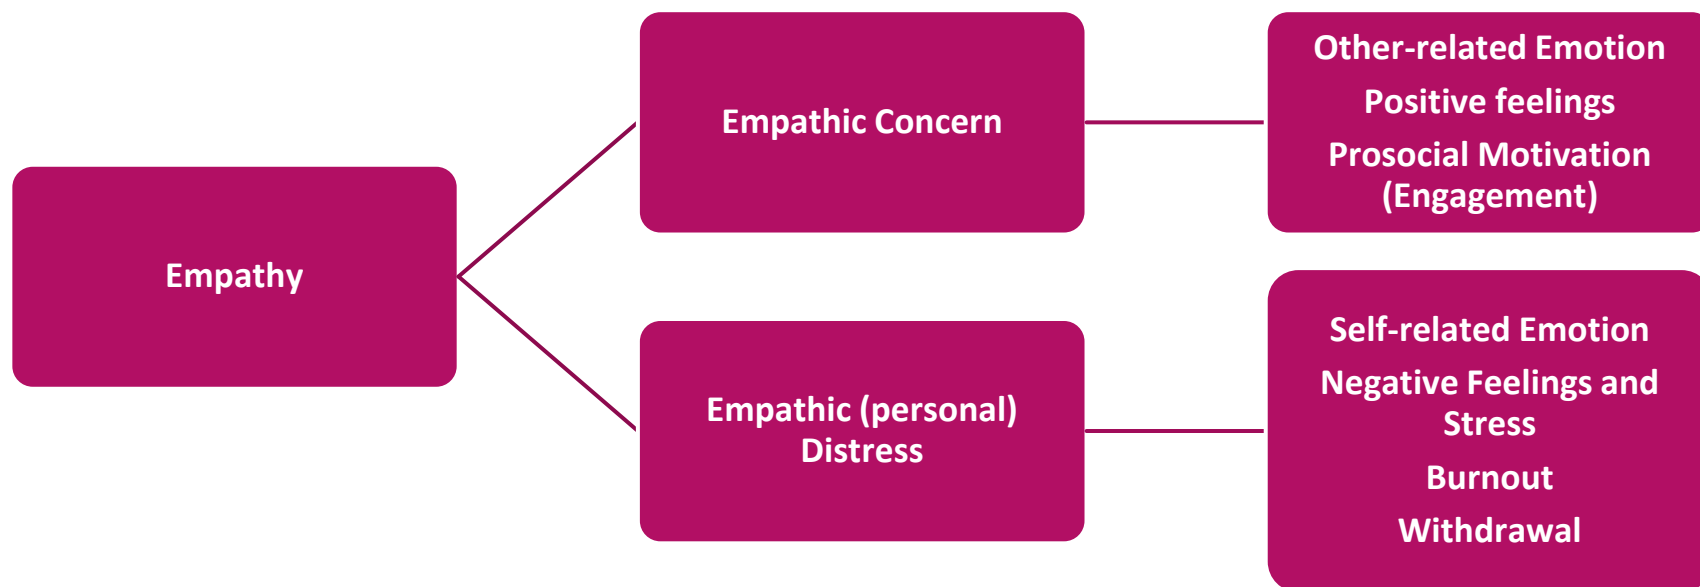 Empathy
Empathic Concern
Other-related Emotion
Positive feelings
Prosocial Motivation
(Engagement)
Empathic (personal)
Distress
Self-related Emotion
Negative Feelings and
Stress
Burnout
Withdrawal